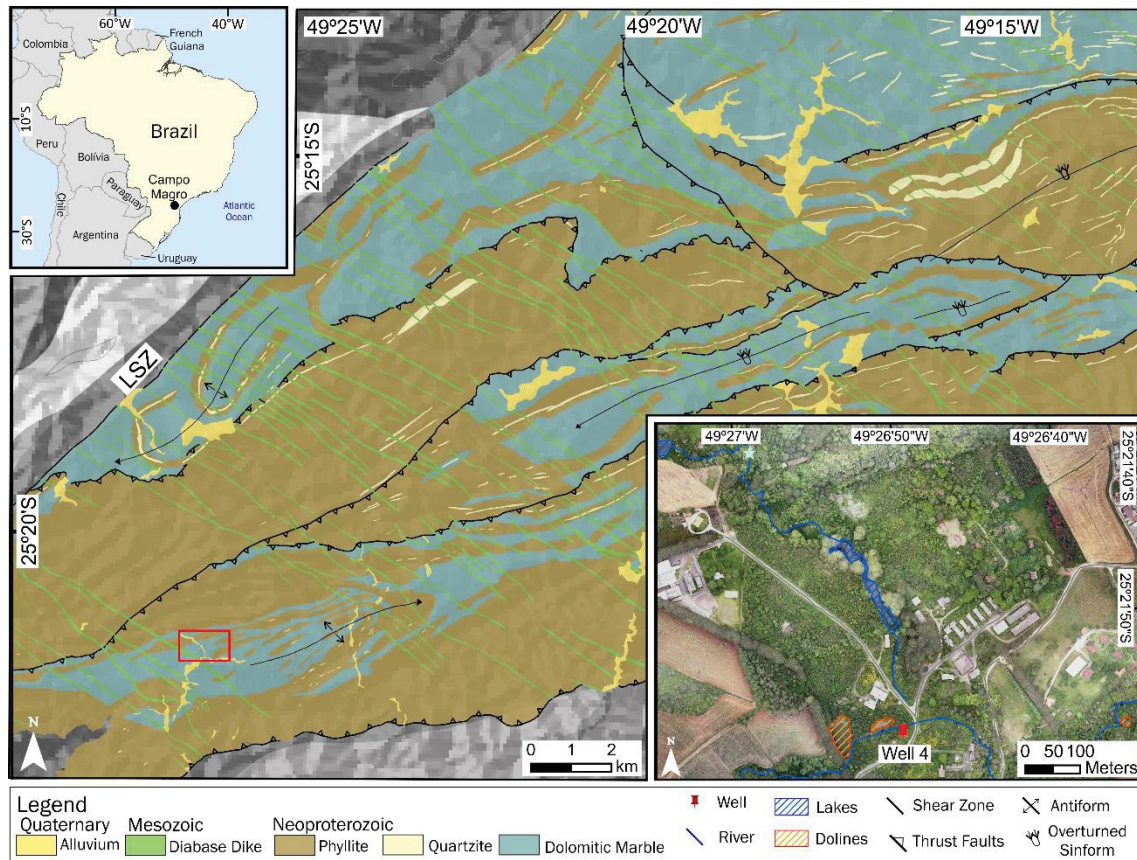 60°W
40°W
Colombia
French
Guiana
10°S
Brazil
Peru
Bolívia
Campo
Magro
Paraguay
Chile
Atlantic
Ocean
Argentina
30°S
Uruguay
49°25'W
49°20'W
49°15'W
25°15'S
LSZ
25°20'S
N
0 1 2
km
49°27'W
49°26'50"W
49°26'40"W
25°21'40"S
25°21'50"S
Well 4
N
0 50 100
Meters
Legend
Quaternary
Alluvium
Mesozoic
Diabase Dike
Neoproterozoic
Phyllite
Quartzite
Dolomitic Marble
Well
Lakes
Shear Zone
Antiform
River
Dolines
Thrust Faults
Overturned
Sinform